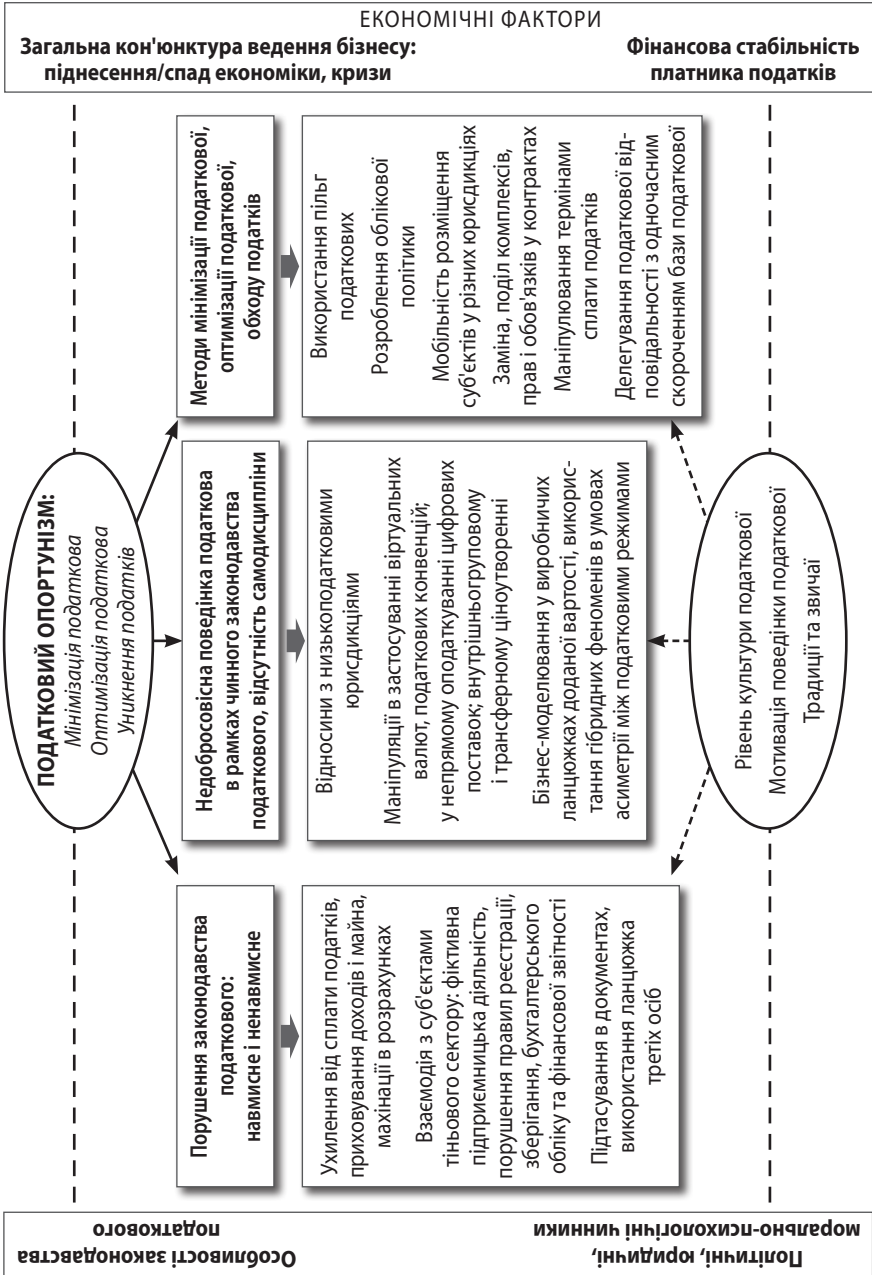 ЕКОНОМІЧНІ ФАКТОРИ
Загальна кон'юнктура ведення бізнесу:
піднесення/спад економіки, кризи
Фінансова стабільність
платника податків
ПОДАТКОВИЙ ОПОРТУНІЗМ:
Мінімізація податкова
Оптимізація податкова
Уникнення податків
Порушення законодавства
податкового:
навмисне і ненавмисне
Ухилення від сплати податків,
приховування доходів і майна,
махінації в розрахунках
Взаємодія з суб'єктами
тіньового сектору: фіктивна
підприємницька діяльність,
порушення правил реєстрації,
зберігання, бухгалтерського
обліку та фінансової звітності
Підтасування в документах,
використання ланцюжка
третіх осіб
Недобросовісна поведінка податкова
в рамках чинного законодавства
податкового, відсутність самодисципліни
Відносини з низькоподатковими
юрисдикціями
Маніпуляції в застосуванні віртуальних
валют, податкових конвенцій;
у непрямому оподаткуванні цифрових
поставок; внутрішньогруповому
і трансферному ціноутворенні
Бізнес-моделювання у виробничих
ланцюжках доданої вартості, викорис-
тання гібридних феноменів в умовах
асиметрії між податковими режимами
Методи мінімізації податкової,
оптимізації податкової,
обходу податків
Використання пільг
податкових
Розроблення облікової
політики
Мобільність розміщення
суб'єктів у різних юрисдикціях
Заміна, поділ комплексів,
прав і обов'язків у контрактах
Маніпулювання термінами
сплати податків
Делегування податкової від-
повідальності з одночасним
скороченням бази податкової
Рівень культури податкової
Мотивація поведінки податкової
Традиції та звичаї
Особливості законодавства
податкового
Політичні, юридичні,
морально-психологічні чинники